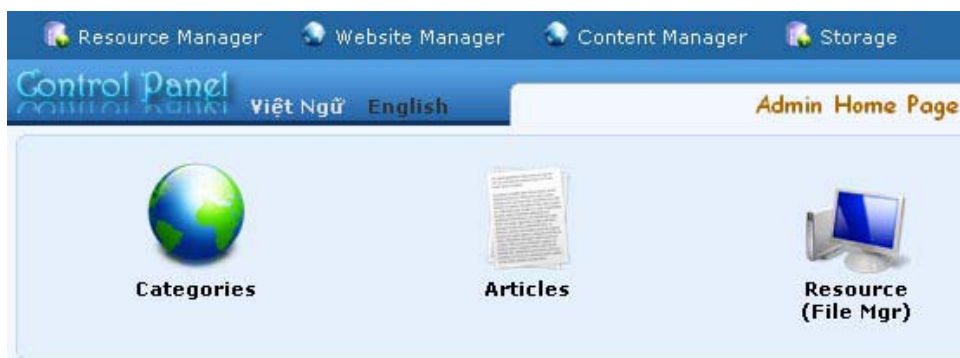 Resource Manager Website Manager Content Manager Storage
Control Panel Việt Ngữ English Admin Home Page
Categories Articles Resource
(File Mgr)